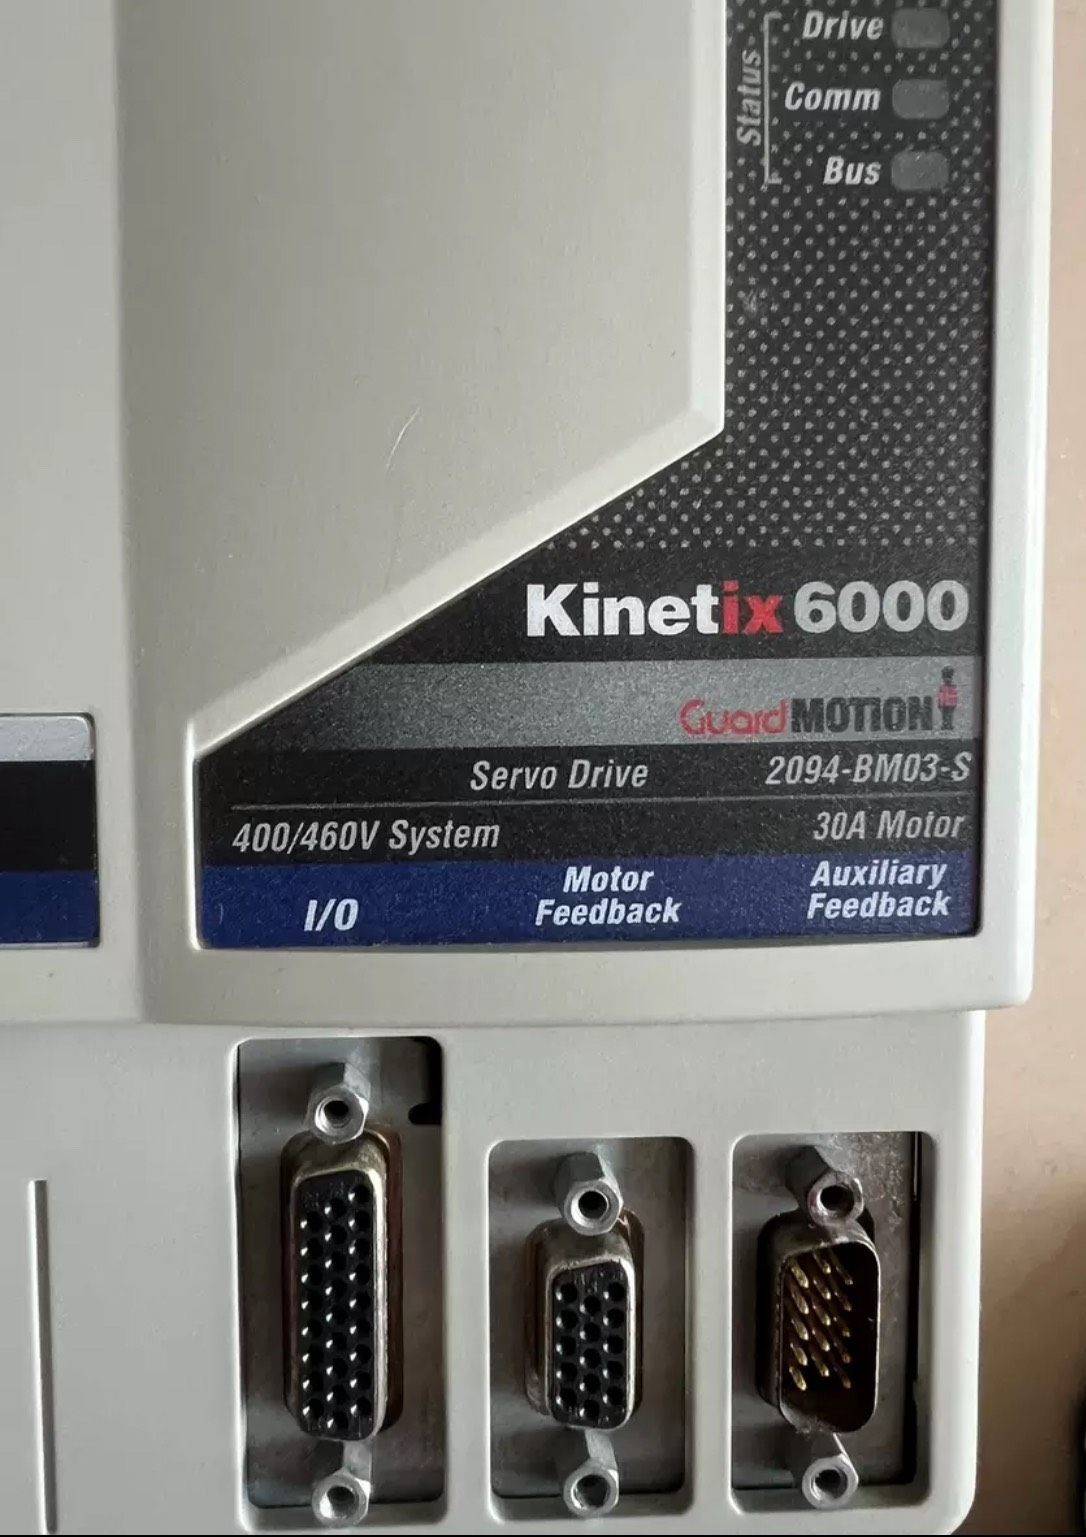 Status
Drive
Comm
Bus
Kinetix 6000
GuardMOTION
Servo Drive 2094-BM03-S
400/460V System 30A Motor
I/O
Motor
Feedback
Auxiliary
Feedback